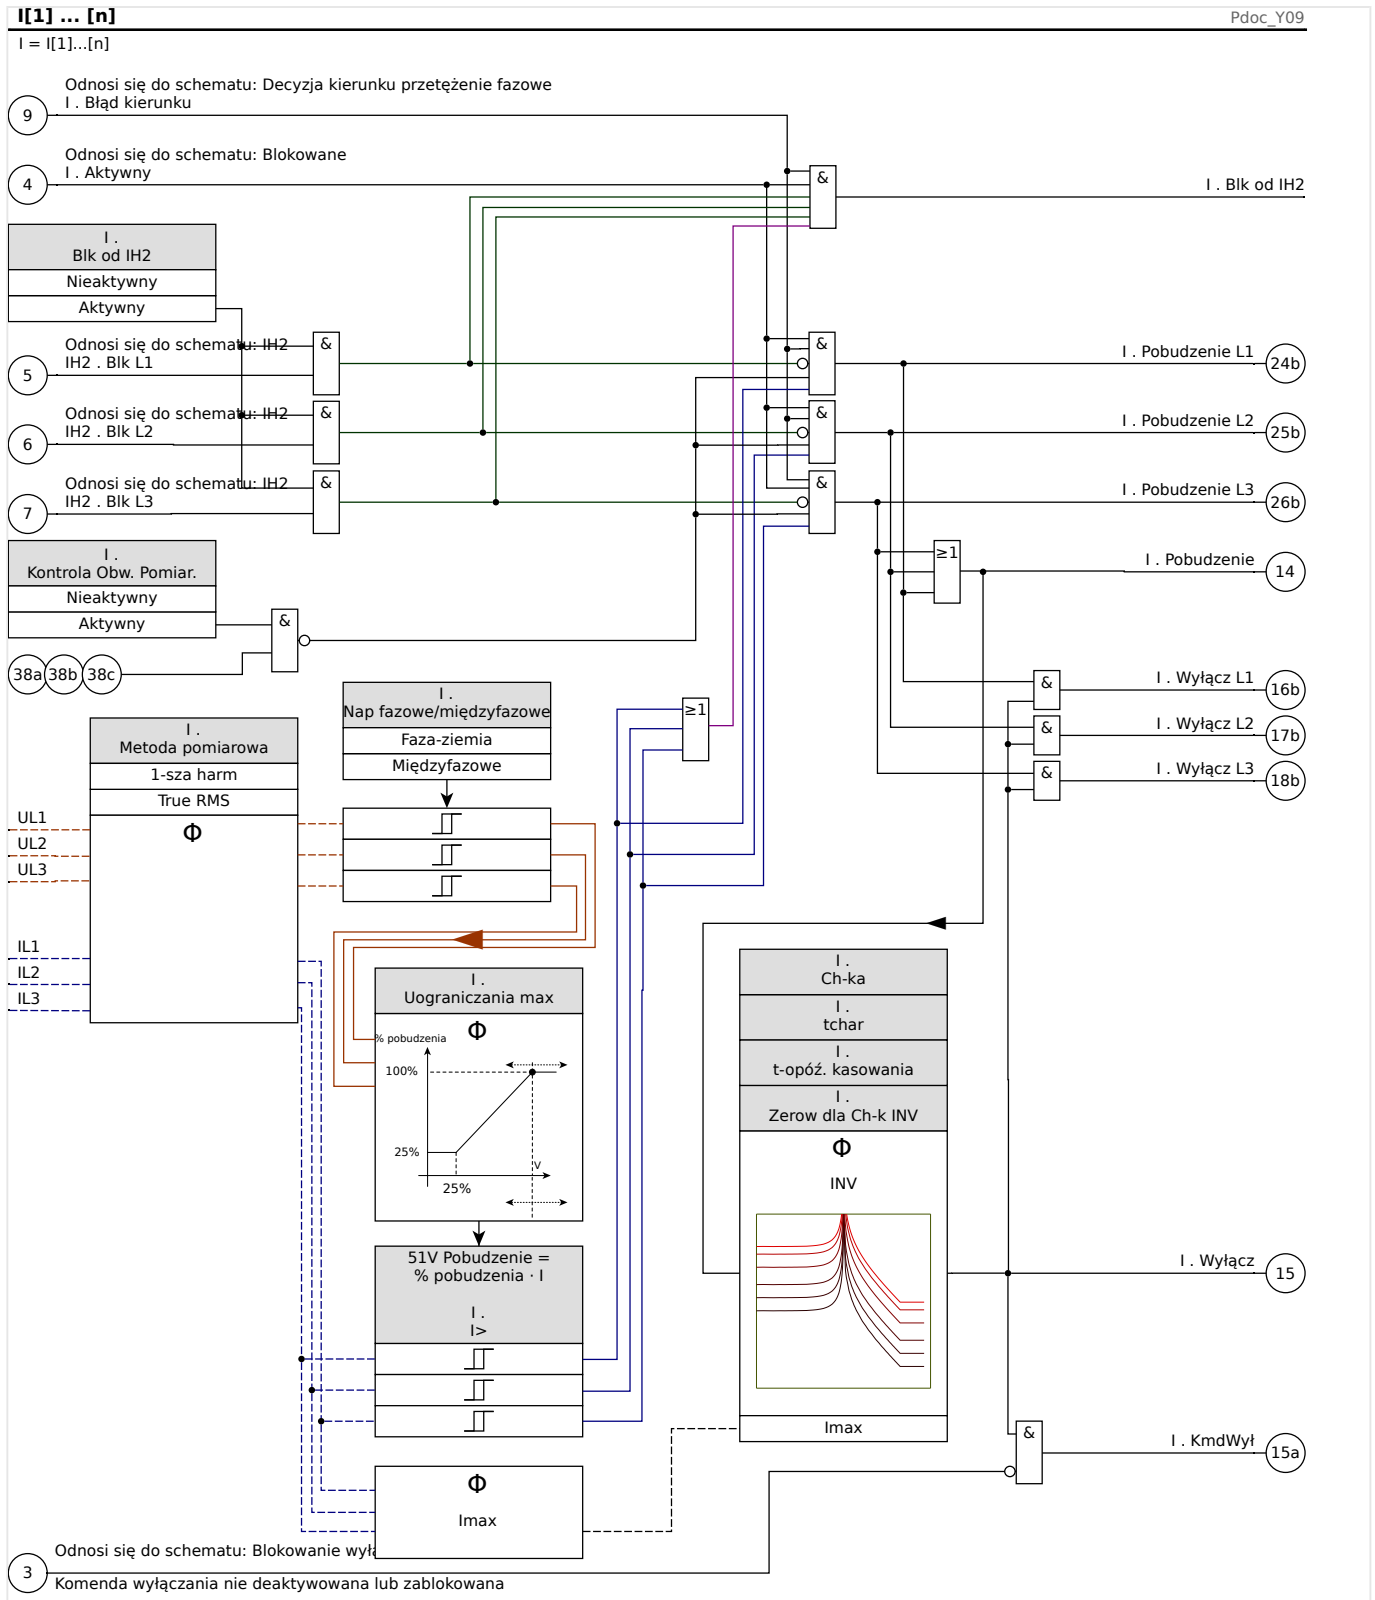 I[1] ... [n]
Pdoc_Y09
I = I[1]...[n]
Odnosi się do schematu: Decyzja kierunku przetężenie fazowe
I . Błąd kierunku
9
Odnosi się do schematu: Blokowane
I . Aktywny
4
&
I . Blk od IH2
I .
Blk od IH2
Nieaktywny
Aktywny
Odnosi się do schematu: IH2
IH2 . Blk L1
5
&
&
I . Pobudzenie L1
24b
Odnosi się do schematu: IH2
IH2 . Blk L2
6
&
&
I . Pobudzenie L2
25b
Odnosi się do schematu: IH2
IH2 . Blk L3
7
&
&
I . Pobudzenie L3
26b
I .
Kontrola Obw. Pomiar.
Nieaktywny
Aktywny
&
≥1
I . Pobudzenie
14
38a
38b
38c
&
I . Wyłącz L1
16b
&
I . Wyłącz L2
17b
&
I . Wyłącz L3
18b
I .
Nap fazowe/międzyfazowe
Faza-ziemia
Międzyfazowe
≥1
I .
Metoda pomiarowa
1-sza harm
True RMS
Φ
UL1
UL2
UL3
IL1
IL2
IL3
I .
Uograniczania max
Φ
% pobudzenia
100%
25%
V
25%
I .
Ch-ka
I .
tchar
I .
t-opóź. kasowania
I .
Zerow dla Ch-k INV
Φ
INV
Imax
51V Pobudzenie =
% pobudzenia · I
I .
I>
I . Wyłącz
15
&
I . KmdWył
15a
Φ
Imax
Odnosi się do schematu: Blokowanie wyła
3
Komenda wyłączania nie deaktywowana lub zablokowana